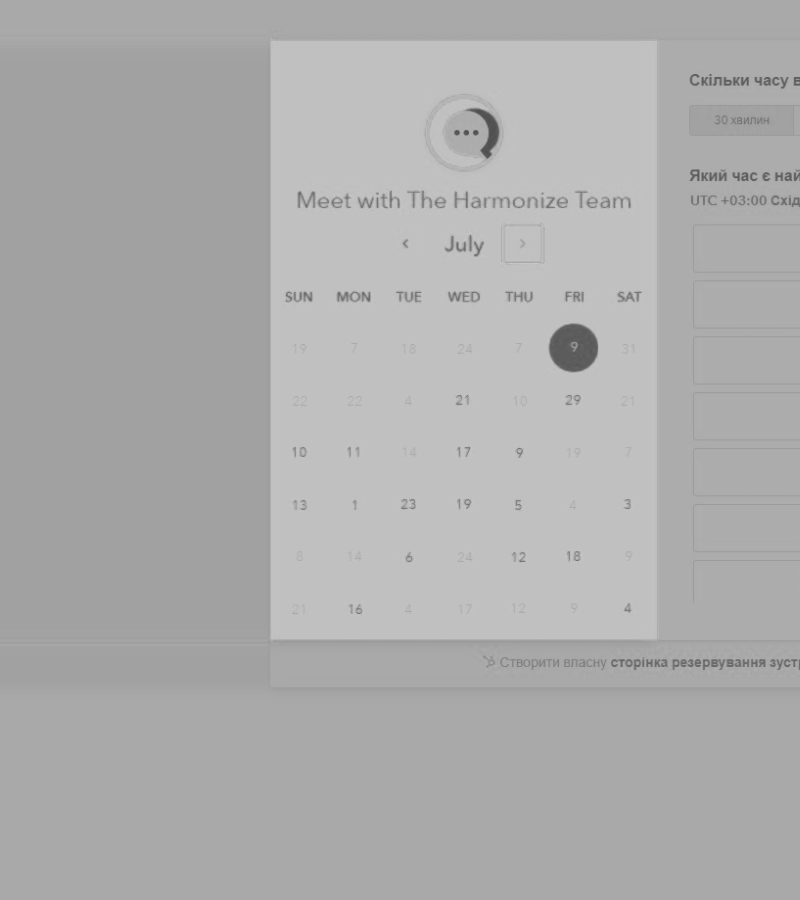 Meet with The Harmonize Team
July
SUN MON TUE WED THU FRI SAT
19 7 18 24 7 9 31
22 22 4 21 10 29 21
10 11 14 17 9 19 7
13 1 23 19 5 4 3
8 14 6 24 12 18 9
21 16 4 17 12 9 4
Скільки часу в
30 хвилин
Який час є най
UTC +03:00 Схід
Створити власну сторінка резервування зустр